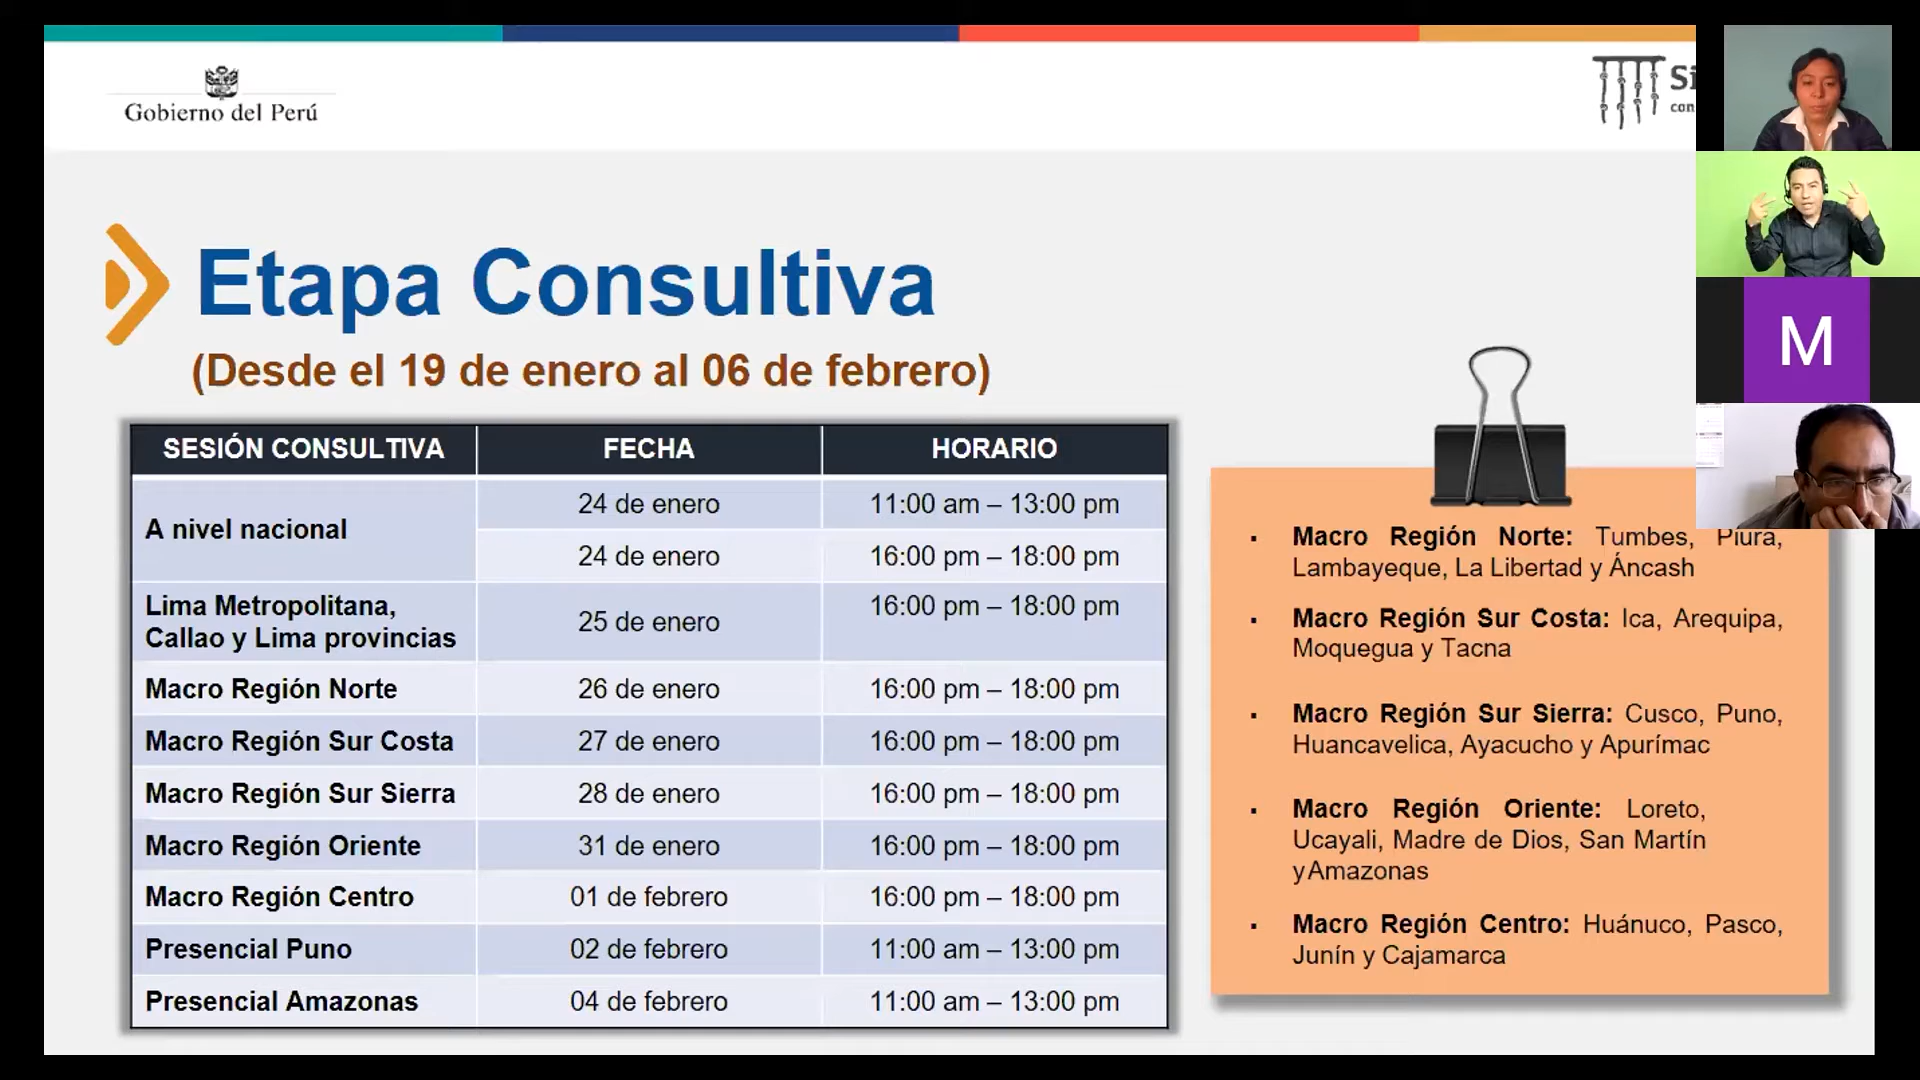 Gobierno del Perú
Etapa Consultiva
(Desde el 19 de enero al 06 de febrero)
SESIÓN CONSULTIVA FECHA HORARIO
A nivel nacional
24 de enero 11:00 am – 13:00 pm
24 de enero 16:00 pm – 18:00 pm
Lima Metropolitana,
Callao y Lima provincias
25 de enero 16:00 pm – 18:00 pm
Macro Región Norte 26 de enero 16:00 pm – 18:00 pm
Macro Región Sur Costa 27 de enero 16:00 pm – 18:00 pm
Macro Región Sur Sierra 28 de enero 16:00 pm – 18:00 pm
Macro Región Oriente 31 de enero 16:00 pm – 18:00 pm
Macro Región Centro 01 de febrero 16:00 pm – 18:00 pm
Presencial Puno 02 de febrero 11:00 am – 13:00 pm
Presencial Amazonas 04 de febrero 11:00 am – 13:00 pm
▪ Macro Región Norte: Tumbes, Piura,
Lambayeque, La Libertad y Áncash
▪ Macro Región Sur Costa: Ica, Arequipa,
Moquegua y Tacna
▪ Macro Región Sur Sierra: Cusco, Puno,
Huancavelica, Ayacucho y Apurímac
▪ Macro Región Oriente: Loreto,
Ucayali, Madre de Dios, San Martín
yAmazonas
▪ Macro Región Centro: Huánuco, Pasco,
Junín y Cajamarca
M